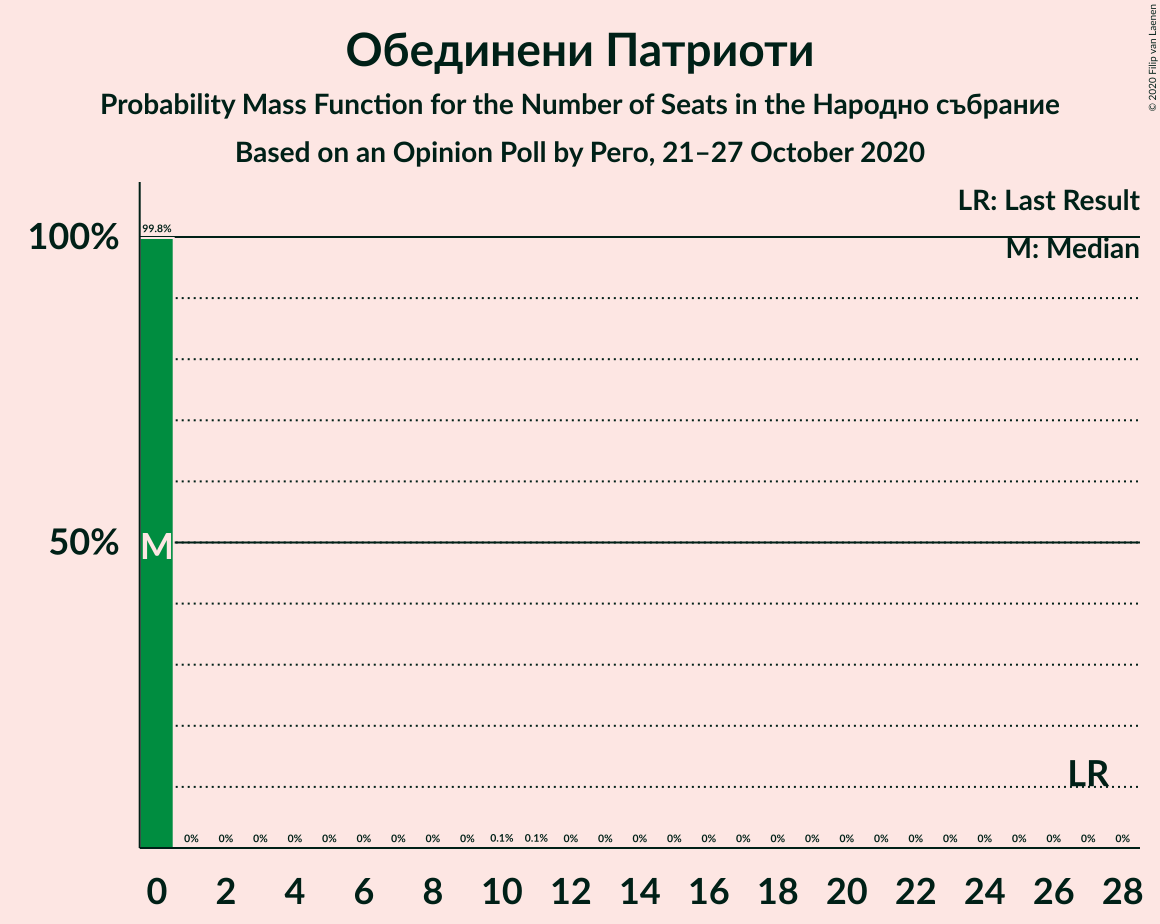 Обединени Патриоти
Probability Mass Function for the Number of Seats in the Народно събрание
Based on an Opinion Poll by Рего, 21–27 October 2020
© 2020 Filip van Laenen
LR: Last Result
M: Median
100%
50%
99.8%
M
LR
0% 0% 0% 0% 0% 0% 0% 0% 0% 0.1% 0.1% 0% 0% 0% 0% 0% 0% 0% 0% 0% 0% 0% 0% 0% 0% 0% 0% 0%
0 2 4 6 8 10 12 14 16 18 20 22 24 26 28